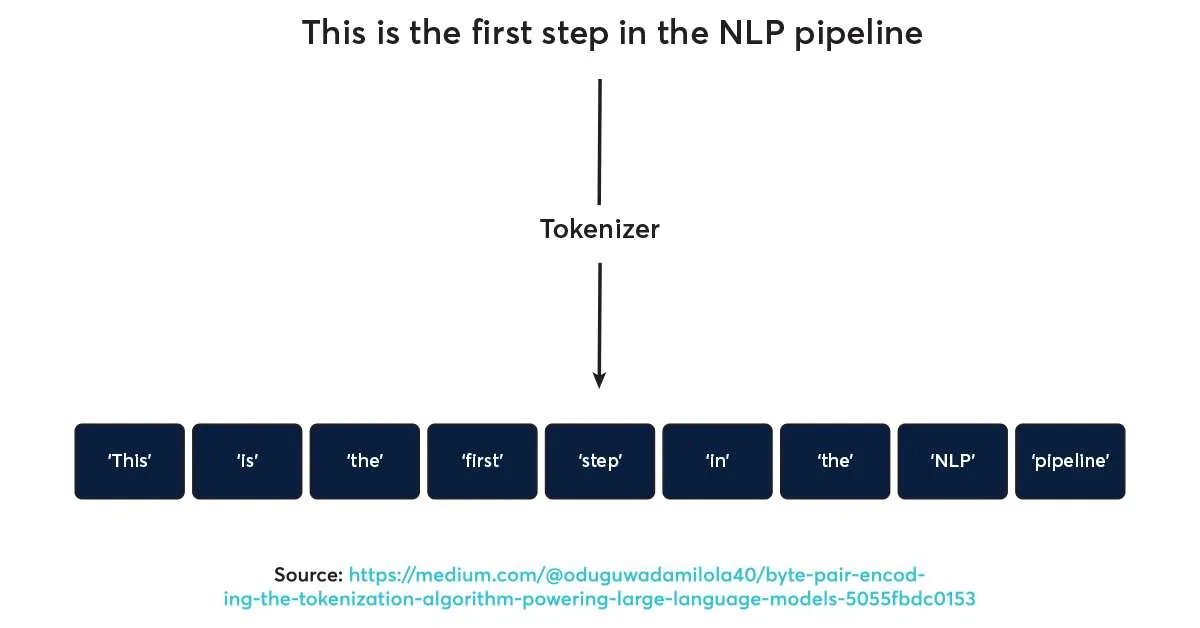 This is the first step in the NLP pipeline
Tokenizer
‘This’ ‘is’ ‘the’ ‘first’ ‘step’ ‘in’ ‘the’ ‘NLP’ ‘pipeline’
Source: https://medium.com/@oduguwadamilola40/byte-pair-encod-
ing-the-tokenization-algorithm-powering-large-language-models-5055fbdc0153